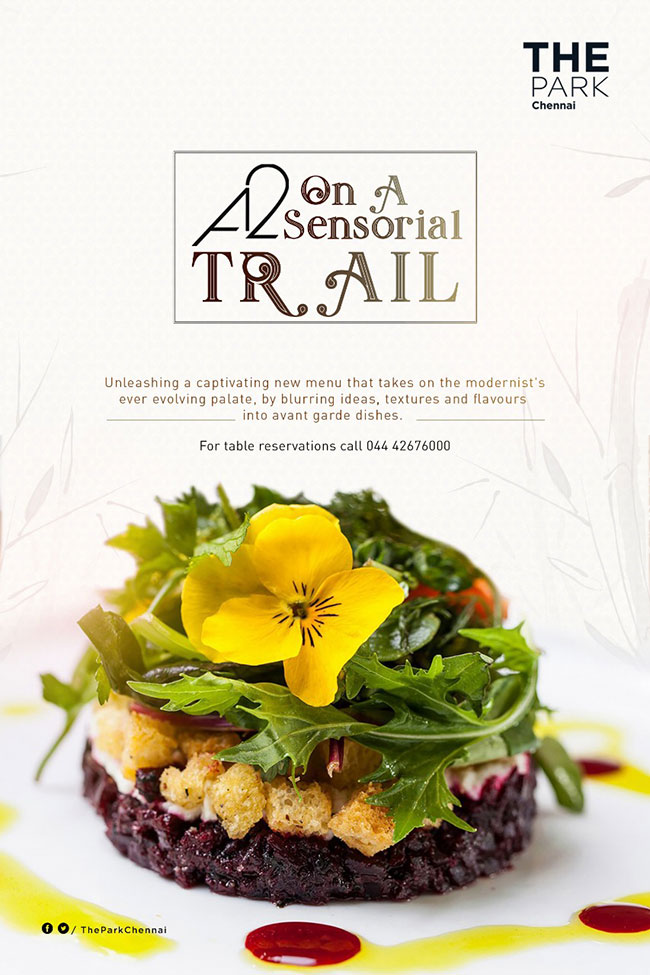 THE
PARK
Chennai
A2 On A
Sensorial
TRAIL
Unleashing a captivating new menu that takes on the modernist's
ever evolving palate, by blurring ideas, textures and flavours
into avant garde dishes.
For table reservations call 044 42676000
/ TheParkChennai